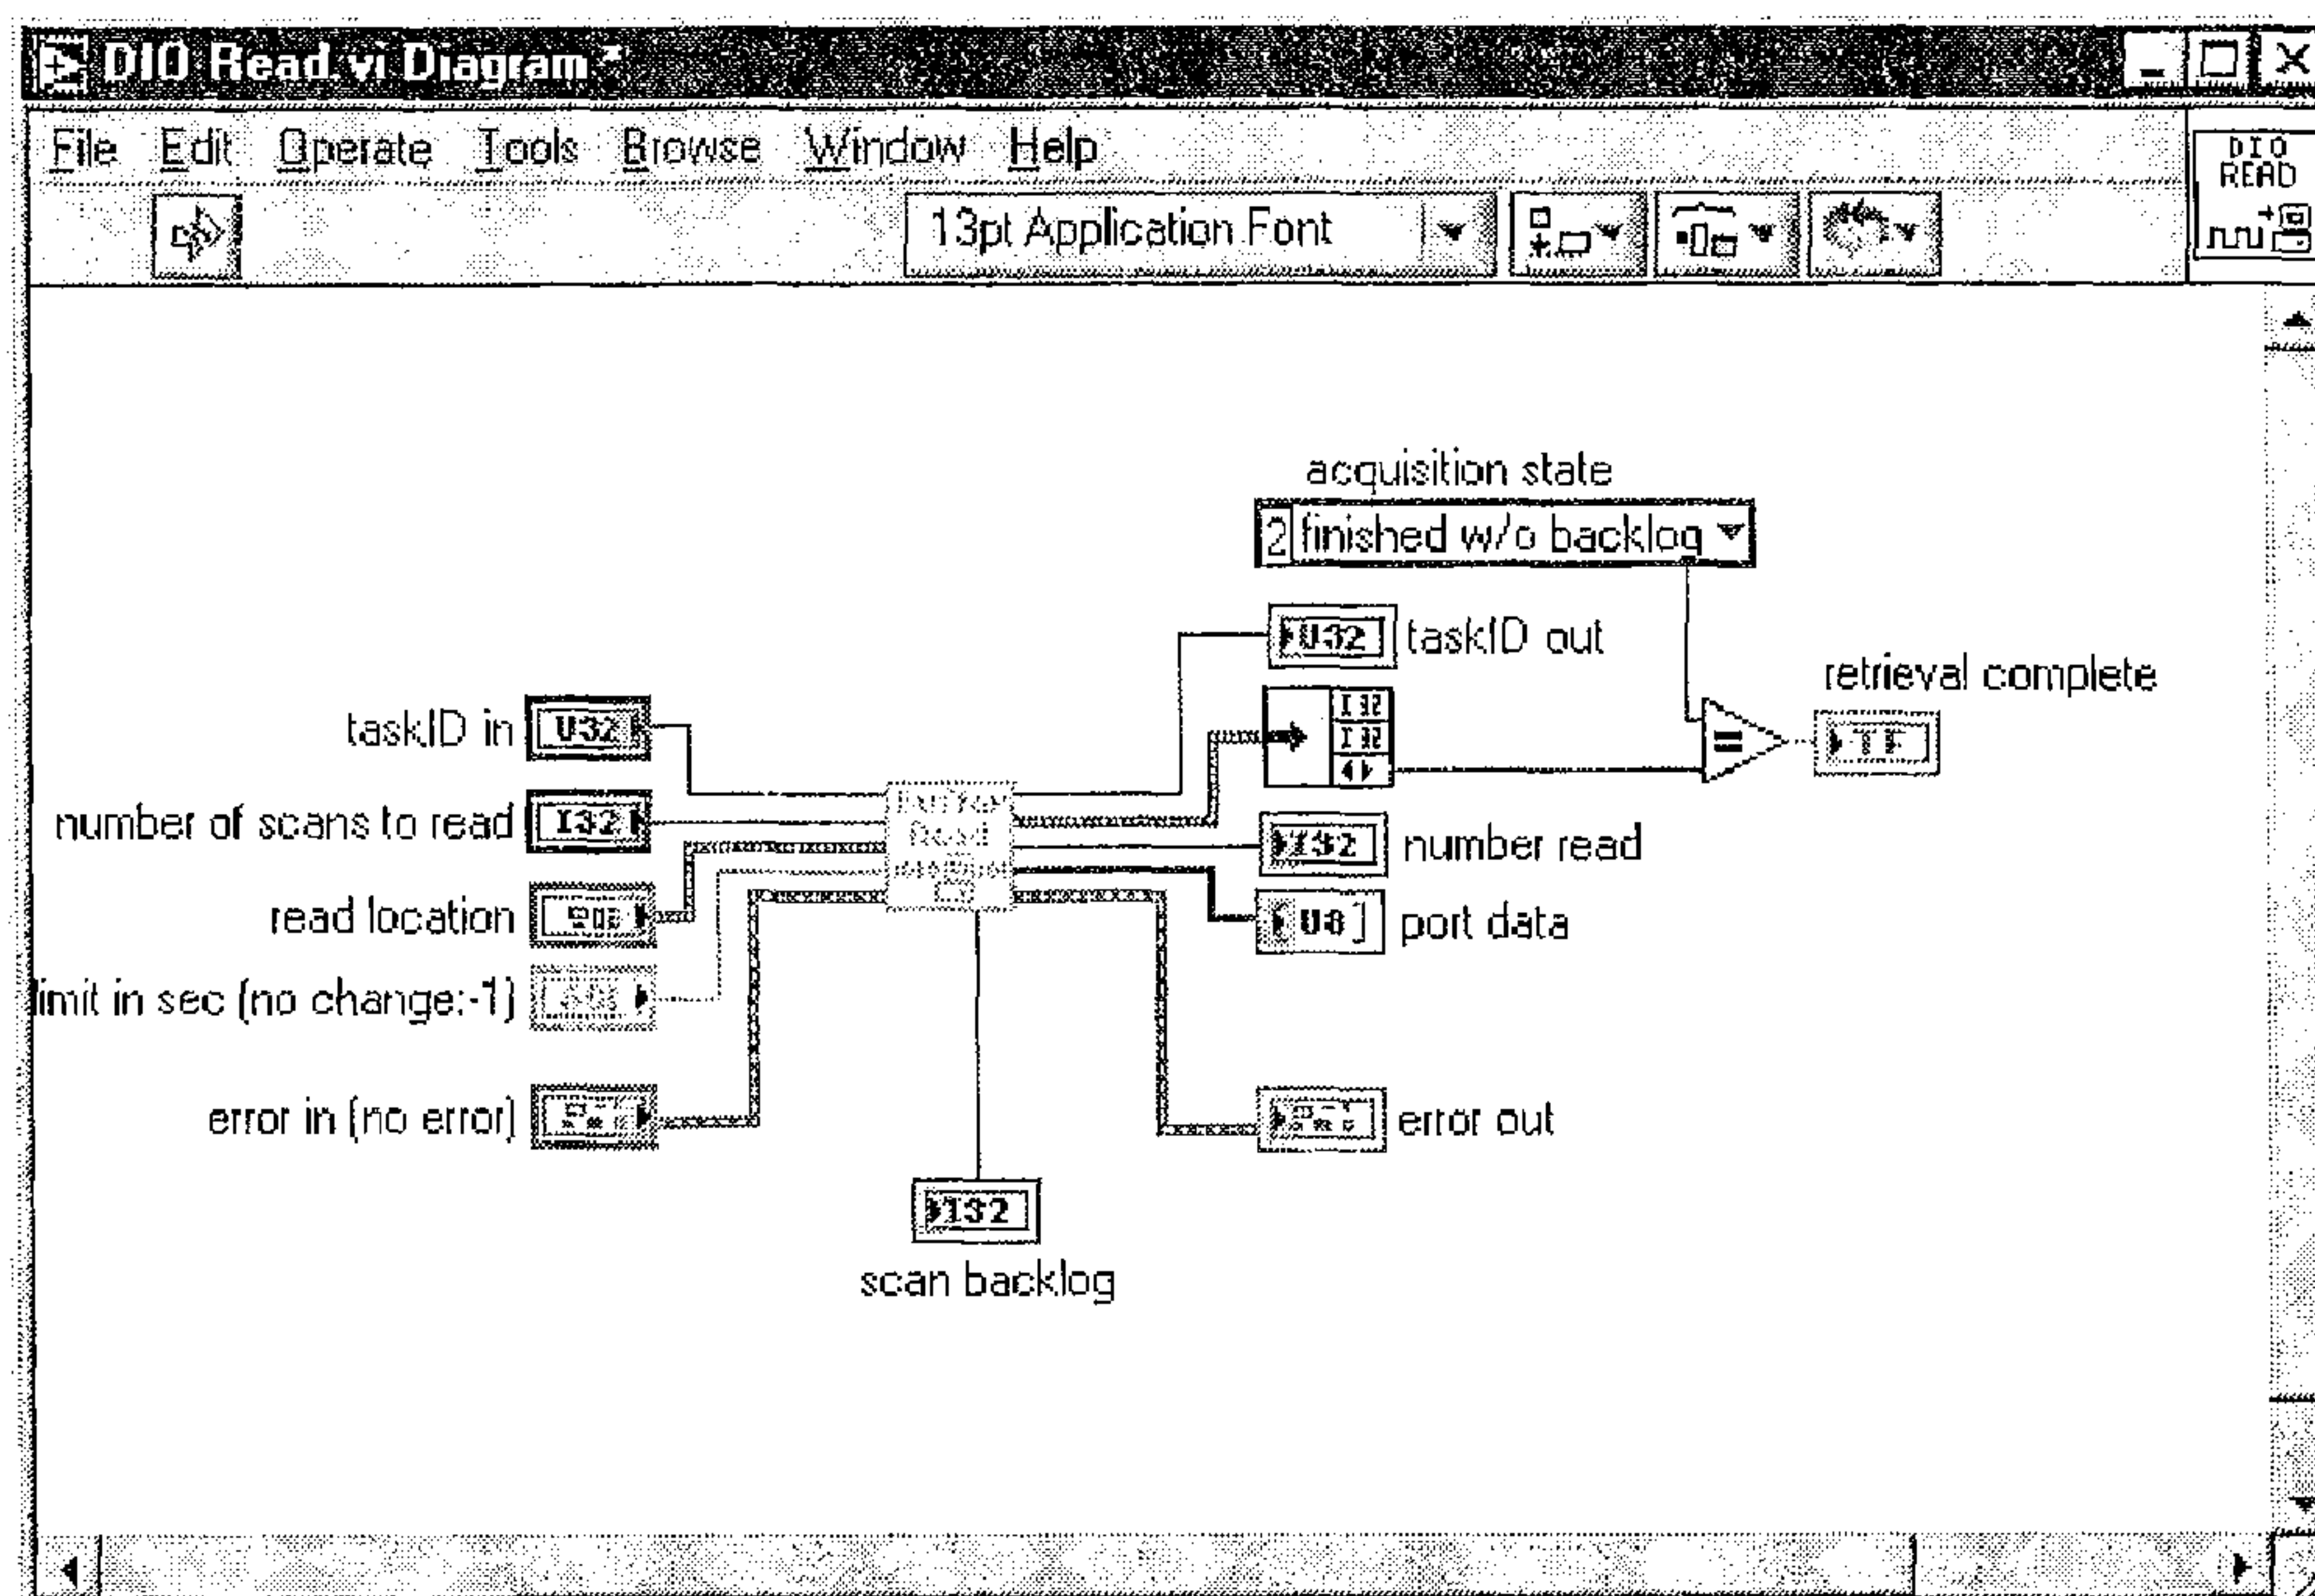 DIO Read.vi Diagram *
File Edit Operate Tools Browse Window Help
DIO
READ
13pt Application Font
acquisition state
2 finished w/o backlog
U32 taskID out
retrieval complete
I32
I32
TF
taskID in U32
number of scans to read I32
Read
I32 number read
read location
[U8] port data
limit in sec (no change:-1)
error in (no error)
error out
I32
scan backlog